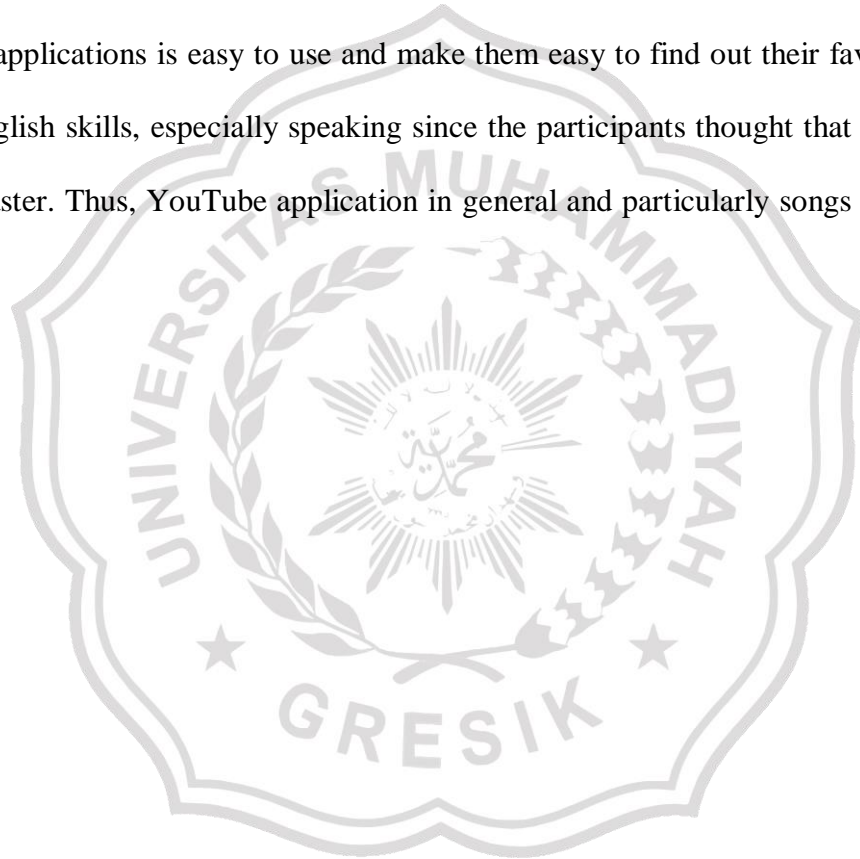 applications is easy to use and make them easy to find out their fav
glish skills, especially speaking since the participants thought that
ster. Thus, YouTube application in general and particularly songs
UNIVERSITAS MUHAMMADIYAH
محمد
GRESIK